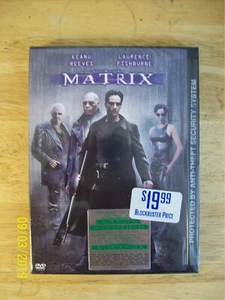 KEANU REEVES
LAURENCE FISHBURNE
THE MATRIX
$19.99
BLOCKBUSTER PRICE
PROTECTED BY ANTI-THEFT SECURITY SYSTEM
DVD
09/03/2019